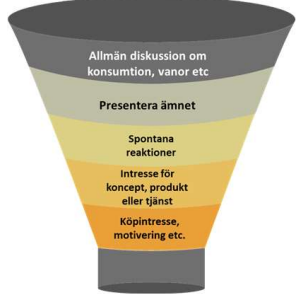 Allmän diskussion om
konsumtion, vanor etc
Presentera ämnet
Spontana
reaktioner
Intresse för
koncept, produkt
eller tjänst
Köpintresse,
motivering etc.